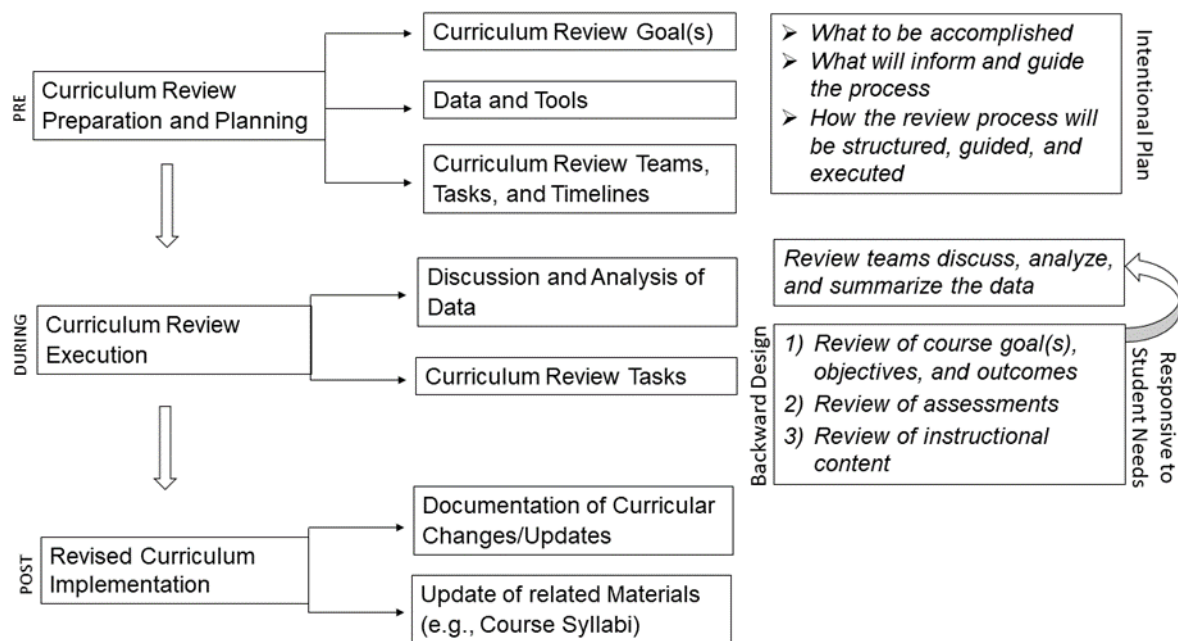 PRE
Curriculum Review
Preparation and Planning
Curriculum Review Goal(s)
Data and Tools
Curriculum Review Teams,
Tasks, and Timelines
➢ What to be accomplished
➢ What will inform and guide
the process
➢ How the review process will
be structured, guided, and
executed
Intentional Plan
DURING
Curriculum Review
Execution
Discussion and Analysis of
Data
Curriculum Review Tasks
Review teams discuss, analyze,
and summarize the data
Backward Design
1) Review of course goal(s),
objectives, and outcomes
2) Review of assessments
3) Review of instructional
content
Responsive to
Student Needs
POST
Revised Curriculum
Implementation
Documentation of Curricular
Changes/Updates
Update of related Materials
(e.g., Course Syllabi)